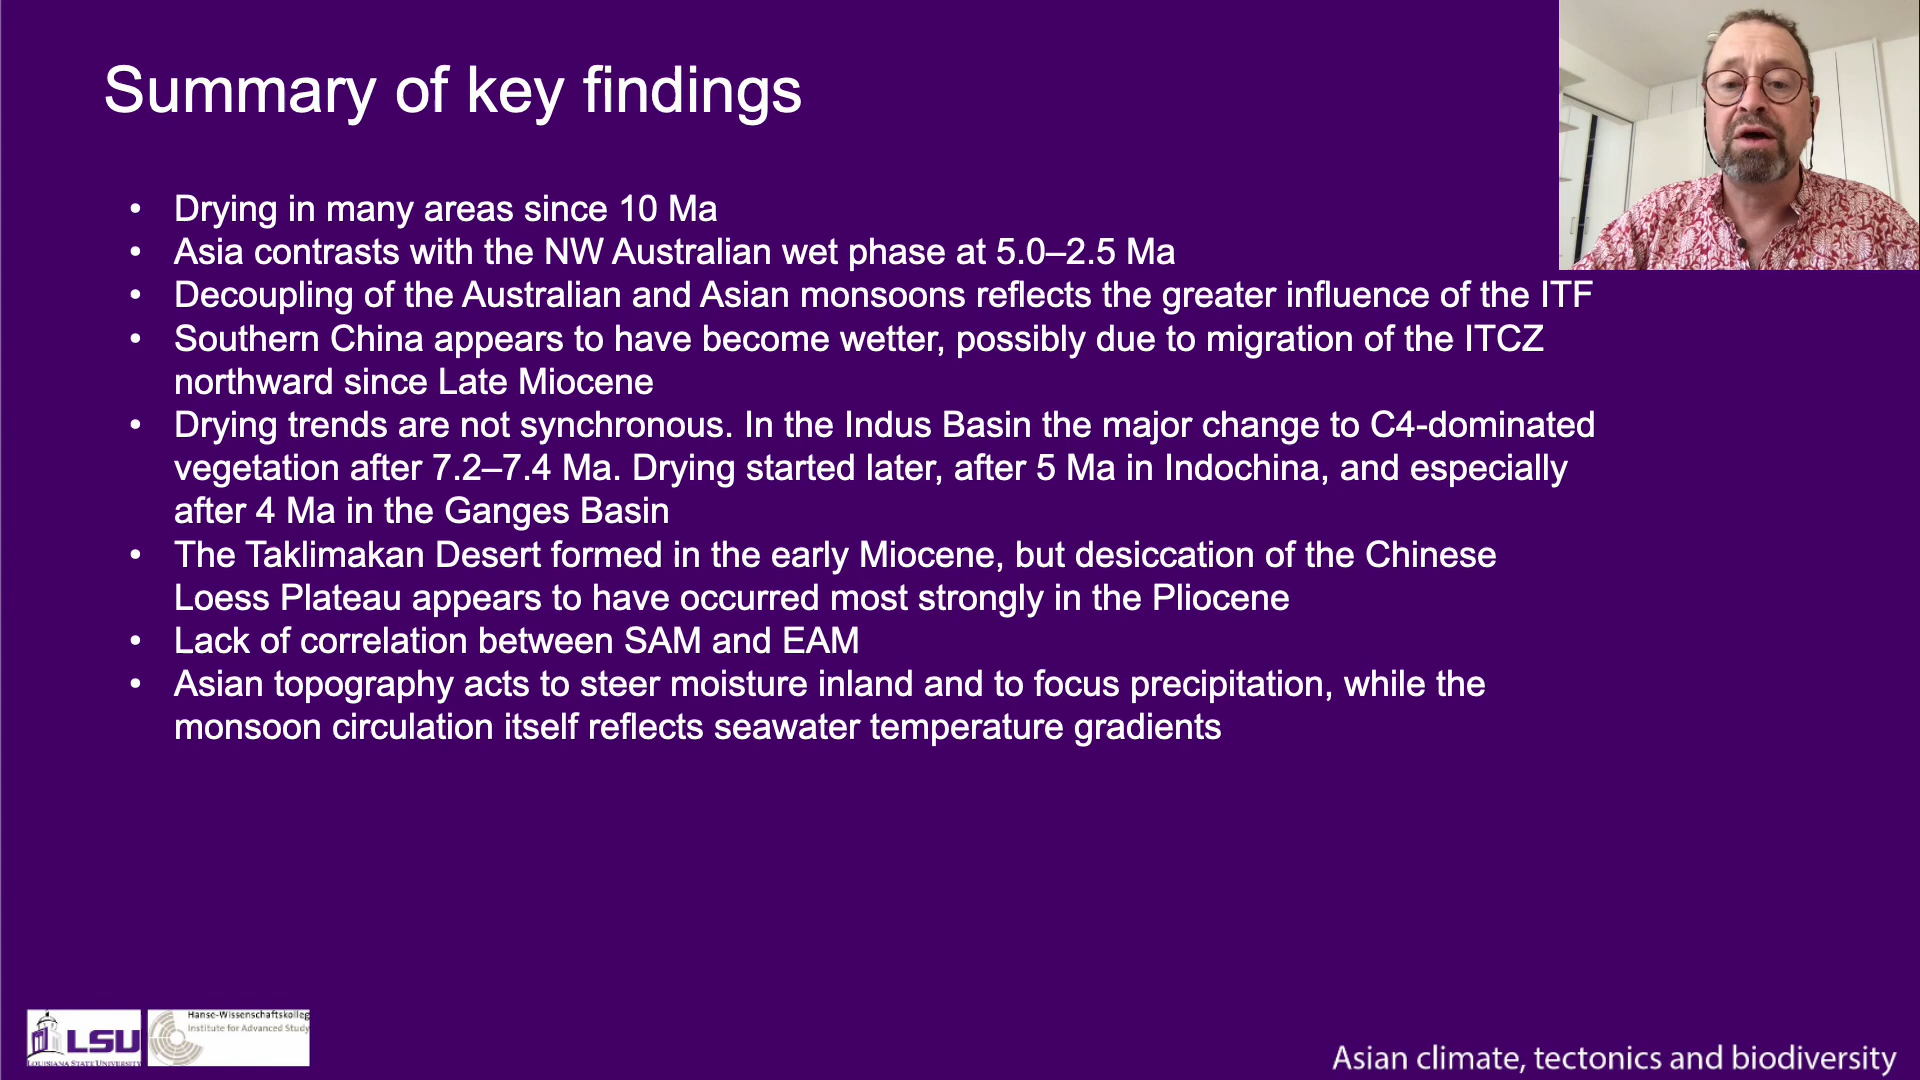 Summary of key findings
• Drying in many areas since 10 Ma
• Asia contrasts with the NW Australian wet phase at 5.0–2.5 Ma
• Decoupling of the Australian and Asian monsoons reflects the greater influence of the ITF
• Southern China appears to have become wetter, possibly due to migration of the ITCZ
northward since Late Miocene
• Drying trends are not synchronous. In the Indus Basin the major change to C4-dominated
vegetation after 7.2–7.4 Ma. Drying started later, after 5 Ma in Indochina, and especially
after 4 Ma in the Ganges Basin
• The Taklimakan Desert formed in the early Miocene, but desiccation of the Chinese
Loess Plateau appears to have occurred most strongly in the Pliocene
• Lack of correlation between SAM and EAM
• Asian topography acts to steer moisture inland and to focus precipitation, while the
monsoon circulation itself reflects seawater temperature gradients
LSU
LOUISIANA STATE UNIVERSITY
Hanse-Wissenschaftskolleg
Institute for Advanced Study
Asian climate, tectonics and biodiversity